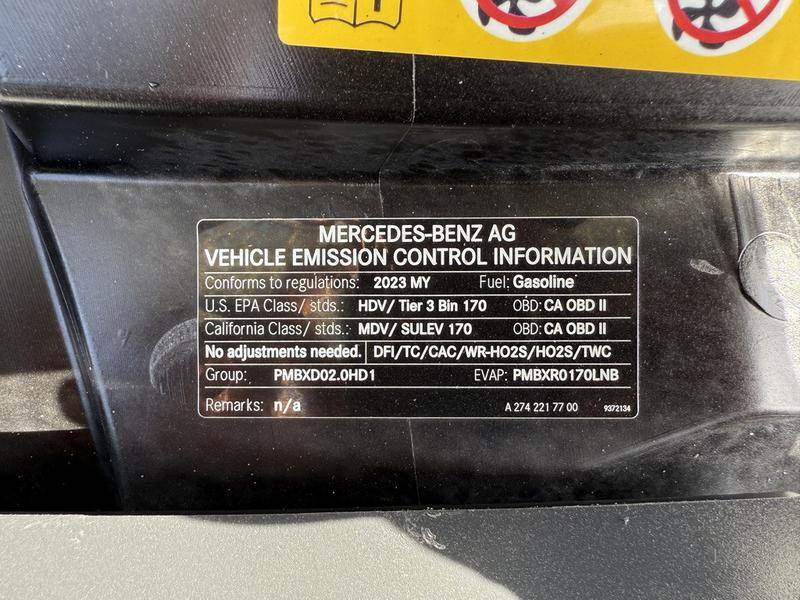 MERCEDES-BENZ AG
VEHICLE EMISSION CONTROL INFORMATION
Conforms to regulations: 2023 MY Fuel: Gasoline
U.S. EPA Class/ stds.: HDV/ Tier 3 Bin 170 OBD: CA OBD II
California Class/ stds.: MDV/ SULEV 170 OBD: CA OBD II
No adjustments needed. DFI/TC/CAC/WR-HO2S/HO2S/TWC
Group: PMBXD02.0HD1 EVAP: PMBXR0170LNB
Remarks: n/a A 274 221 77 00 9372134